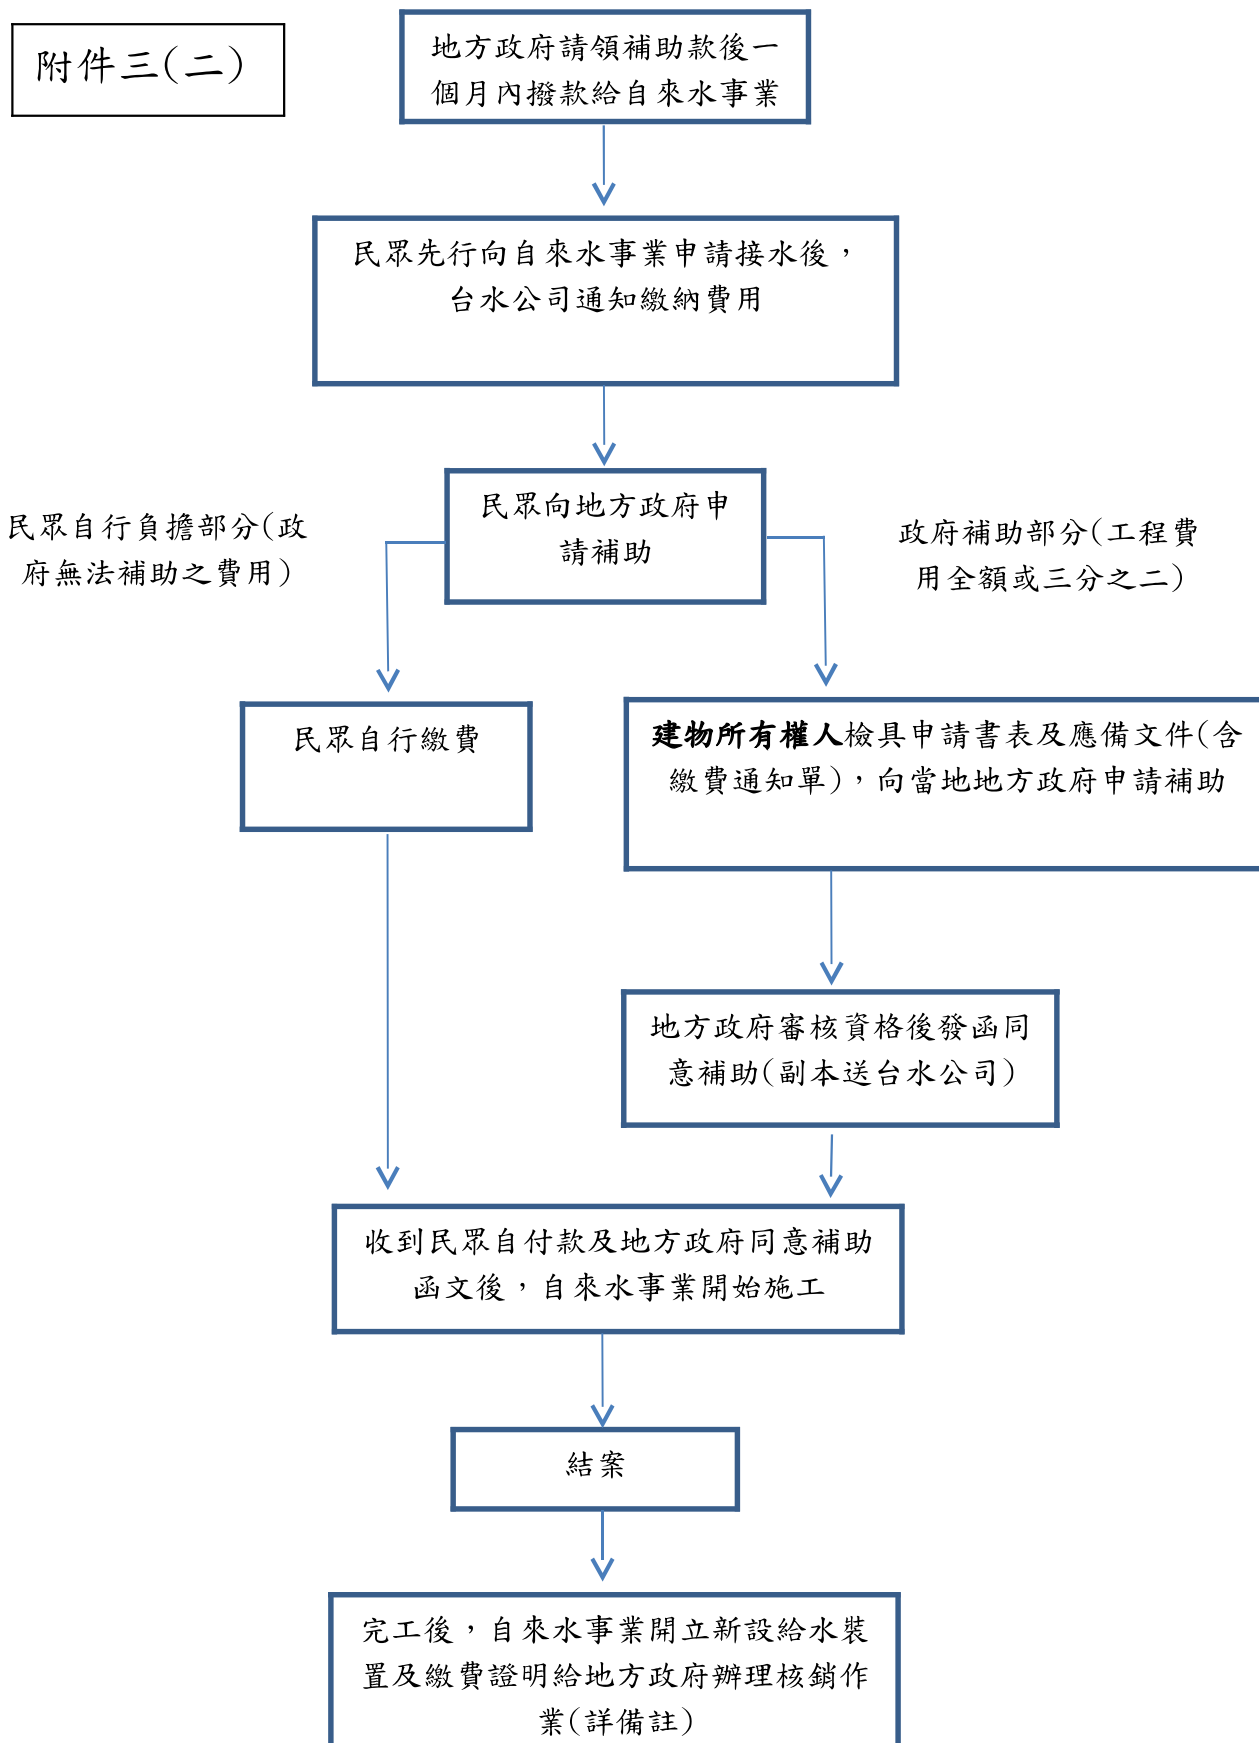 附件三(二)
地方政府請領補助款後一
個月內撥款給自來水事業
民眾先行向自來水事業申請接水後，
台水公司通知繳納費用
民眾向地方政府申
請補助
民眾自行負擔部分(政
府無法補助之費用)
政府補助部分(工程費
用全額或三分之二)
民眾自行繳費
建物所有權人檢具申請書表及應備文件(含
繳費通知單)，向當地地方政府申請補助
地方政府審核資格後發函同
意補助(副本送台水公司)
收到民眾自付款及地方政府同意補助
函文後，自來水事業開始施工
結案
完工後，自來水事業開立新設給水裝
置及繳費證明給地方政府辦理核銷作
業(詳備註)